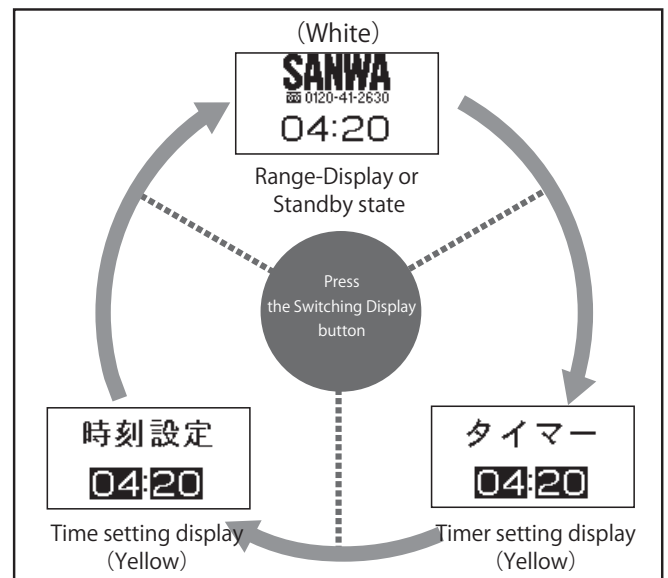 （White）
SANWA
0120-41-2630
04:20
Range-Display or
Standby state
Press
the Switching Display
button
時刻設定
04:20
Time setting display
（Yellow）
タイマー
04:20
Timer setting display
（Yellow）